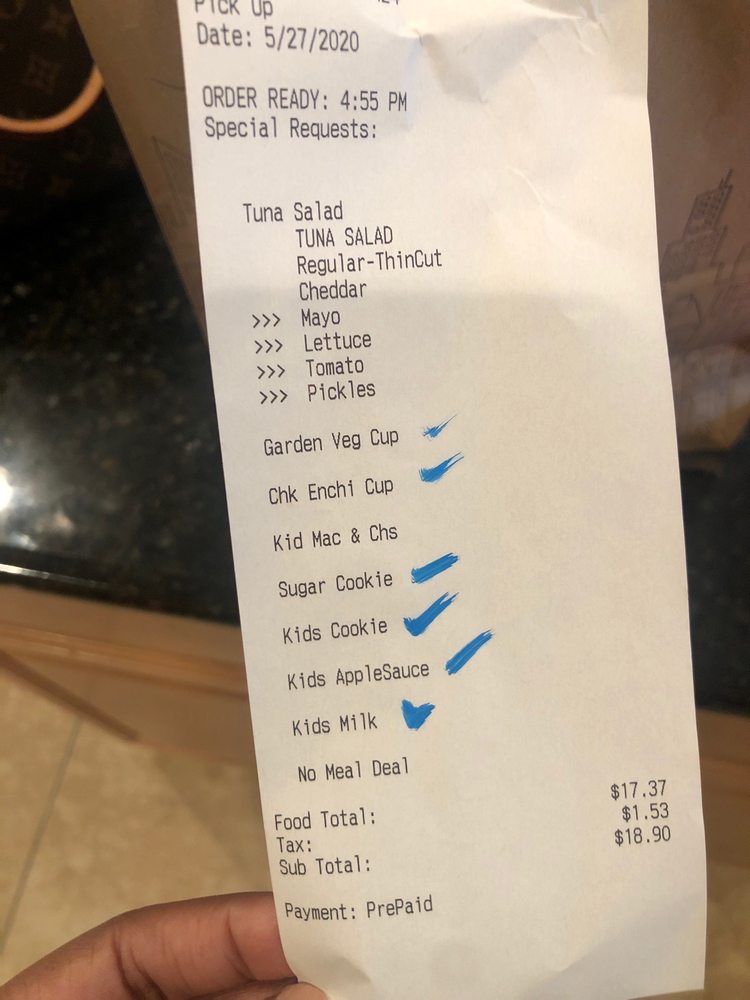 Pick Up
Date: 5/27/2020
ORDER READY: 4:55 PM
Special Requests:
Tuna Salad
TUNA SALAD
Regular-ThinCut
Cheddar
>>> Mayo
>>> Lettuce
>>> Tomato
>>> Pickles
Garden Veg Cup
Chk Enchi Cup
Kid Mac & Chs
Sugar Cookie
Kids Cookie
Kids AppleSauce
Kids Milk
No Meal Deal
Food Total: $17.37
Tax: $1.53
Sub Total: $18.90
Payment: PrePaid